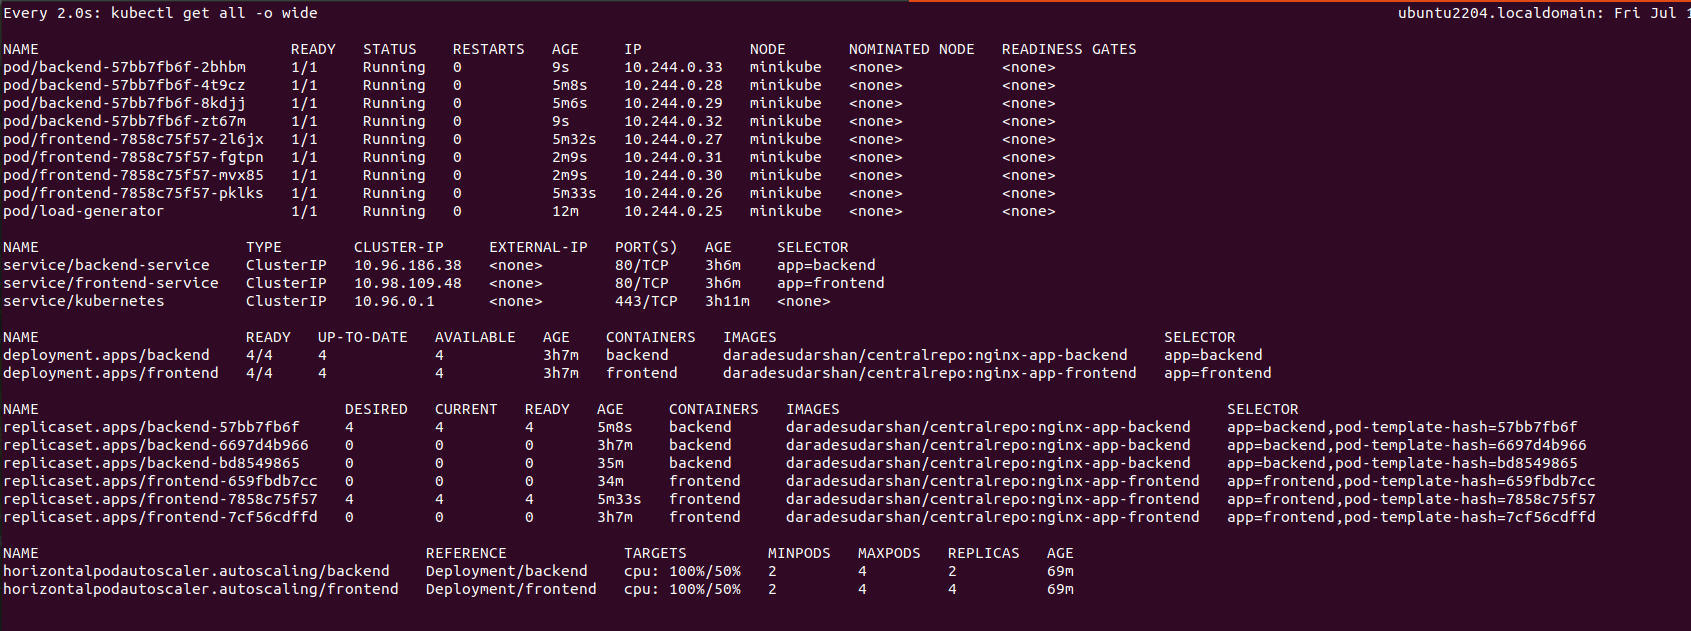 Every 2.0s: kubectl get all -o wide ubuntu2204.localdomain: Fri Jul 1
NAME READY STATUS RESTARTS AGE IP NODE NOMINATED NODE READINESS GATES
pod/backend-57bb7fb6f-2bhbm 1/1 Running 0 9s 10.244.0.33 minikube <none> <none>
pod/backend-57bb7fb6f-4t9cz 1/1 Running 0 5m8s 10.244.0.28 minikube <none> <none>
pod/backend-57bb7fb6f-8kdjj 1/1 Running 0 5m6s 10.244.0.29 minikube <none> <none>
pod/backend-57bb7fb6f-zt67m 1/1 Running 0 9s 10.244.0.32 minikube <none> <none>
pod/frontend-7858c75f57-2l6jx 1/1 Running 0 5m32s 10.244.0.27 minikube <none> <none>
pod/frontend-7858c75f57-fgtpn 1/1 Running 0 2m9s 10.244.0.31 minikube <none> <none>
pod/frontend-7858c75f57-mvx85 1/1 Running 0 2m9s 10.244.0.30 minikube <none> <none>
pod/frontend-7858c75f57-pklks 1/1 Running 0 5m33s 10.244.0.26 minikube <none> <none>
pod/load-generator 1/1 Running 0 12m 10.244.0.25 minikube <none> <none>
NAME TYPE CLUSTER-IP EXTERNAL-IP PORT(S) AGE SELECTOR
service/backend-service ClusterIP 10.96.186.38 <none> 80/TCP 3h6m app=backend
service/frontend-service ClusterIP 10.98.109.48 <none> 80/TCP 3h6m app=frontend
service/kubernetes ClusterIP 10.96.0.1 <none> 443/TCP 3h11m <none>
NAME READY UP-TO-DATE AVAILABLE AGE CONTAINERS IMAGES SELECTOR
deployment.apps/backend 4/4 4 4 3h7m backend daradesudarshan/centralrepo:nginx-app-backend app=backend
deployment.apps/frontend 4/4 4 4 3h7m frontend daradesudarshan/centralrepo:nginx-app-frontend app=frontend
NAME DESIRED CURRENT READY AGE CONTAINERS IMAGES SELECTOR
replicaset.apps/backend-57bb7fb6f 4 4 4 5m8s backend daradesudarshan/centralrepo:nginx-app-backend app=backend,pod-template-hash=57bb7fb6f
replicaset.apps/backend-6697d4b966 0 0 0 3h7m backend daradesudarshan/centralrepo:nginx-app-backend app=backend,pod-template-hash=6697d4b966
replicaset.apps/backend-bd8549865 0 0 0 35m backend daradesudarshan/centralrepo:nginx-app-backend app=backend,pod-template-hash=bd8549865
replicaset.apps/frontend-659fbdb7cc 0 0 0 34m frontend daradesudarshan/centralrepo:nginx-app-frontend app=frontend,pod-template-hash=659fbdb7cc
replicaset.apps/frontend-7858c75f57 4 4 4 5m33s frontend daradesudarshan/centralrepo:nginx-app-frontend app=frontend,pod-template-hash=7858c75f57
replicaset.apps/frontend-7cf56cdffd 0 0 0 3h7m frontend daradesudarshan/centralrepo:nginx-app-frontend app=frontend,pod-template-hash=7cf56cdffd
NAME REFERENCE TARGETS MINPODS MAXPODS REPLICAS AGE
horizontalpodautoscaler.autoscaling/backend Deployment/backend cpu: 100%/50% 2 4 2 69m
horizontalpodautoscaler.autoscaling/frontend Deployment/frontend cpu: 100%/50% 2 4 4 69m